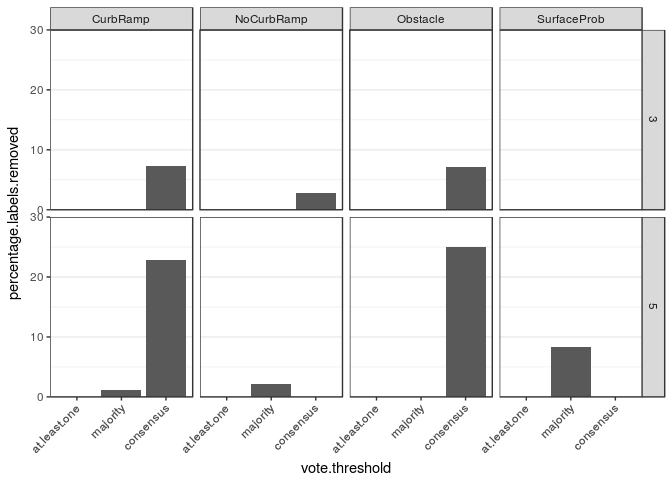 CurbRamp NoCurbRamp Obstacle SurfaceProb
30
20
10
0
3
30
20
10
0
5
percentage.labels.removed
at.least.one majority consensus at.least.one majority consensus at.least.one majority consensus at.least.one majority consensus
vote.threshold